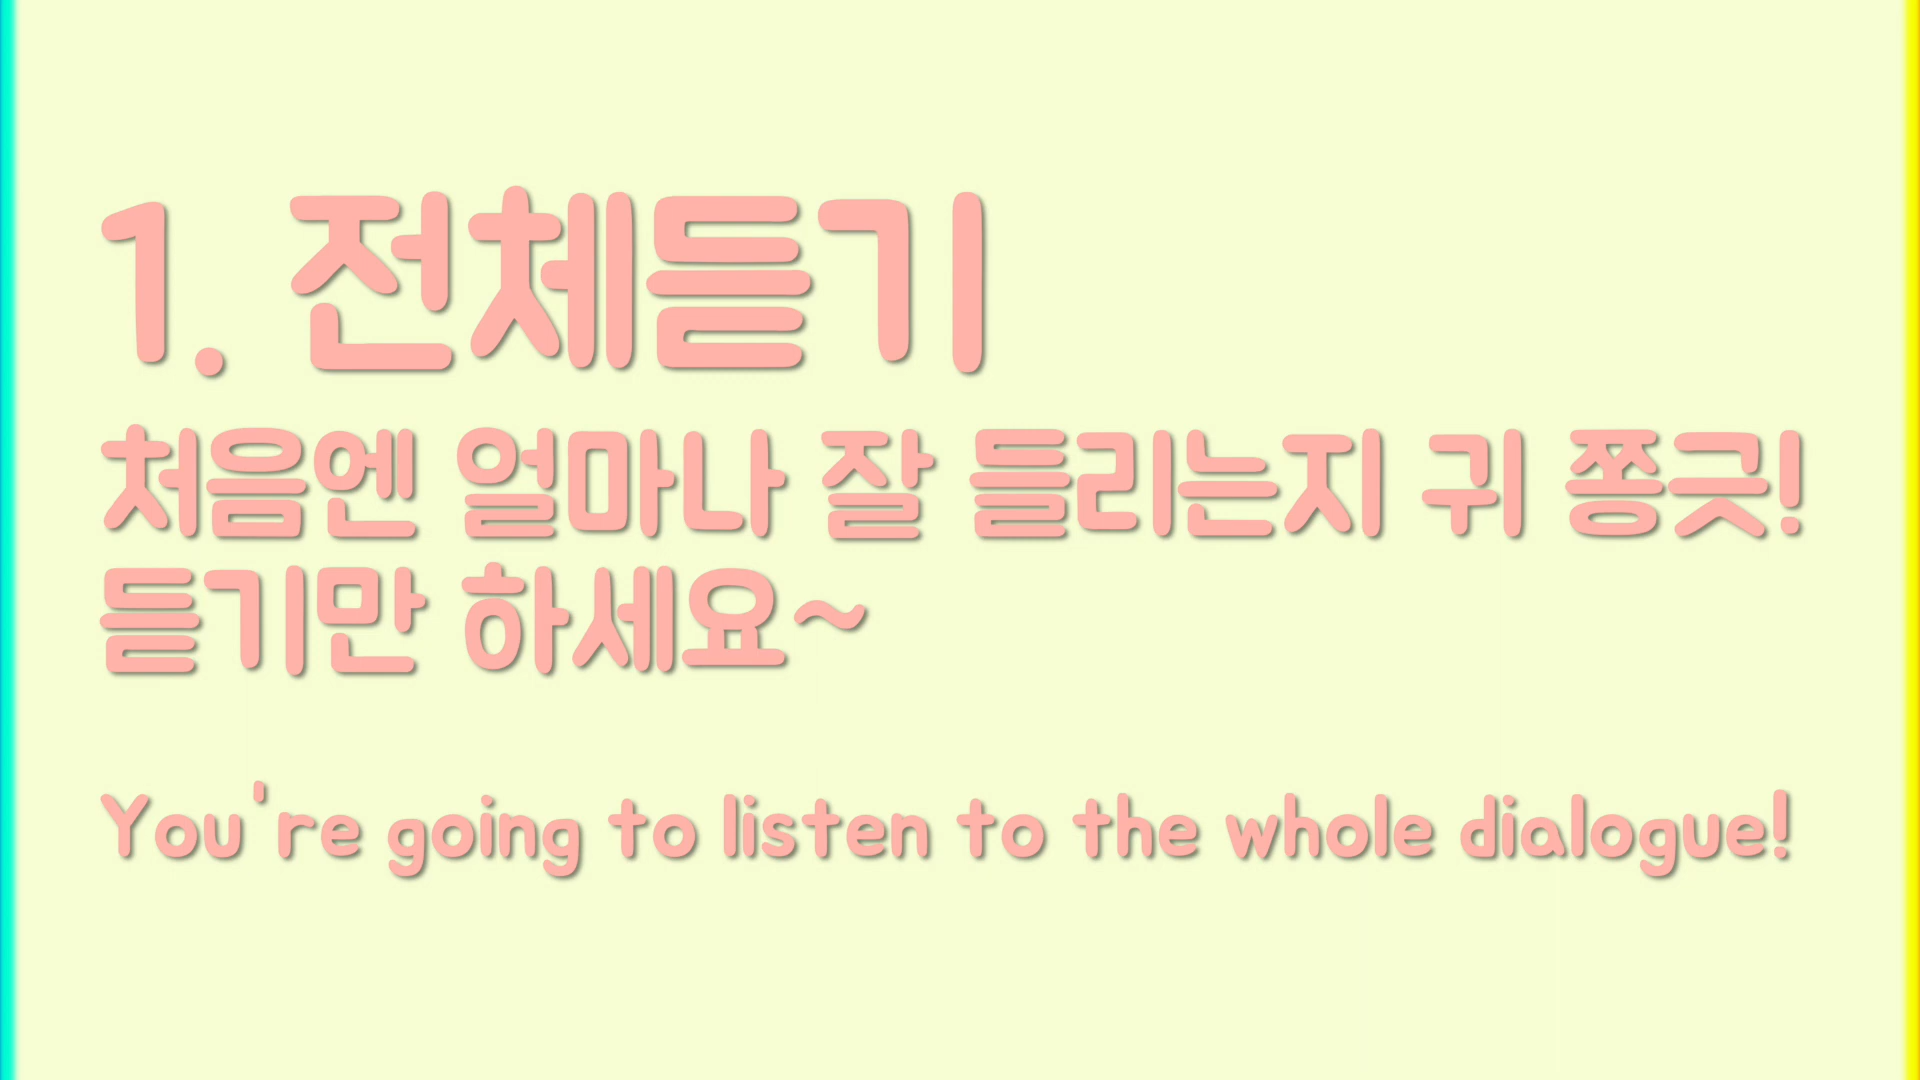 1. 전체듣기
처음엔 얼마나 잘 들리는지 귀 쫑긋!
듣기만 하세요~
You're going to listen to the whole dialogue!